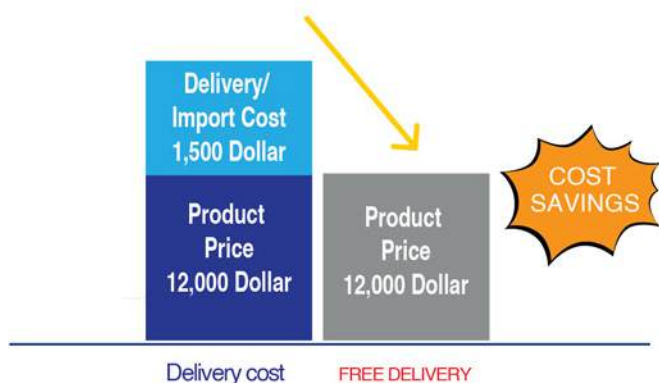 Delivery/
Import Cost
1,500 Dollar
Product
Price
12,000 Dollar
Product
Price
12,000 Dollar
COST
SAVINGS
Delivery cost
FREE DELIVERY